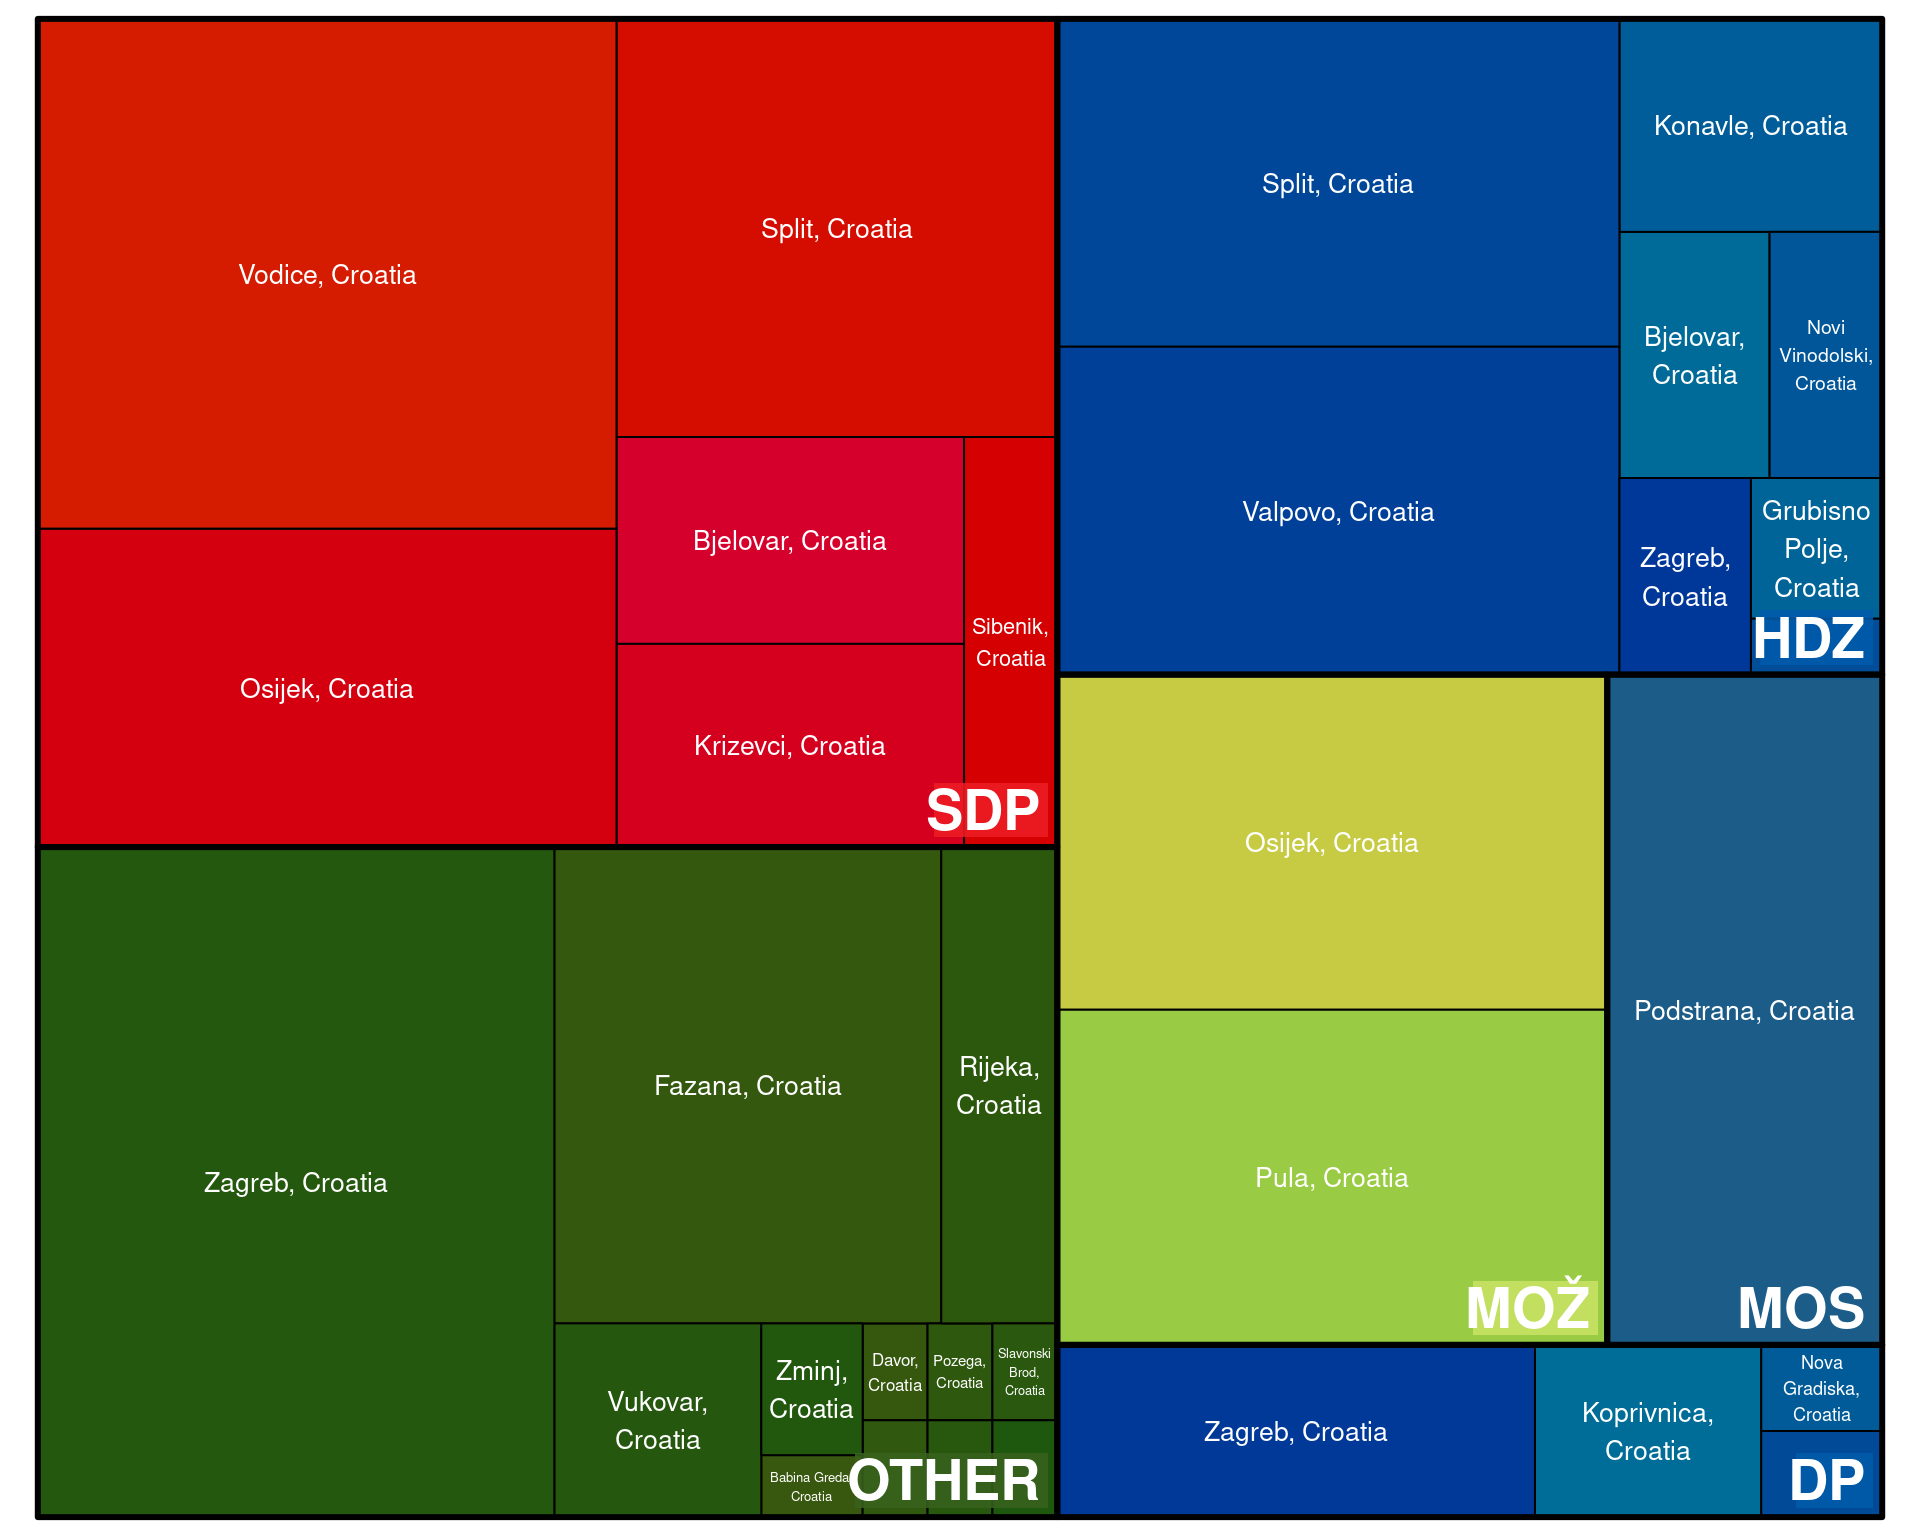 Vodice, Croatia
Split, Croatia
Osijek, Croatia
Bjelovar, Croatia
Krizevci, Croatia
Sibenik,
Croatia
SDP
Split, Croatia
Konavle, Croatia
Bjelovar,
Croatia
Novi
Vinodolski,
Croatia
Valpovo, Croatia
Zagreb,
Croatia
Grubisno
Polje,
Croatia
HDZ
Zagreb, Croatia
Fazana, Croatia
Rijeka,
Croatia
Vukovar,
Croatia
Zminj,
Croatia
Davor,
Croatia
Pozega,
Croatia
Slavonski
Brod,
Croatia
Babina Greda,
Croatia
OTHER
Osijek, Croatia
Pula, Croatia
MOŽ
Podstrana, Croatia
MOS
Zagreb, Croatia
Koprivnica,
Croatia
Nova
Gradiska,
Croatia
DP